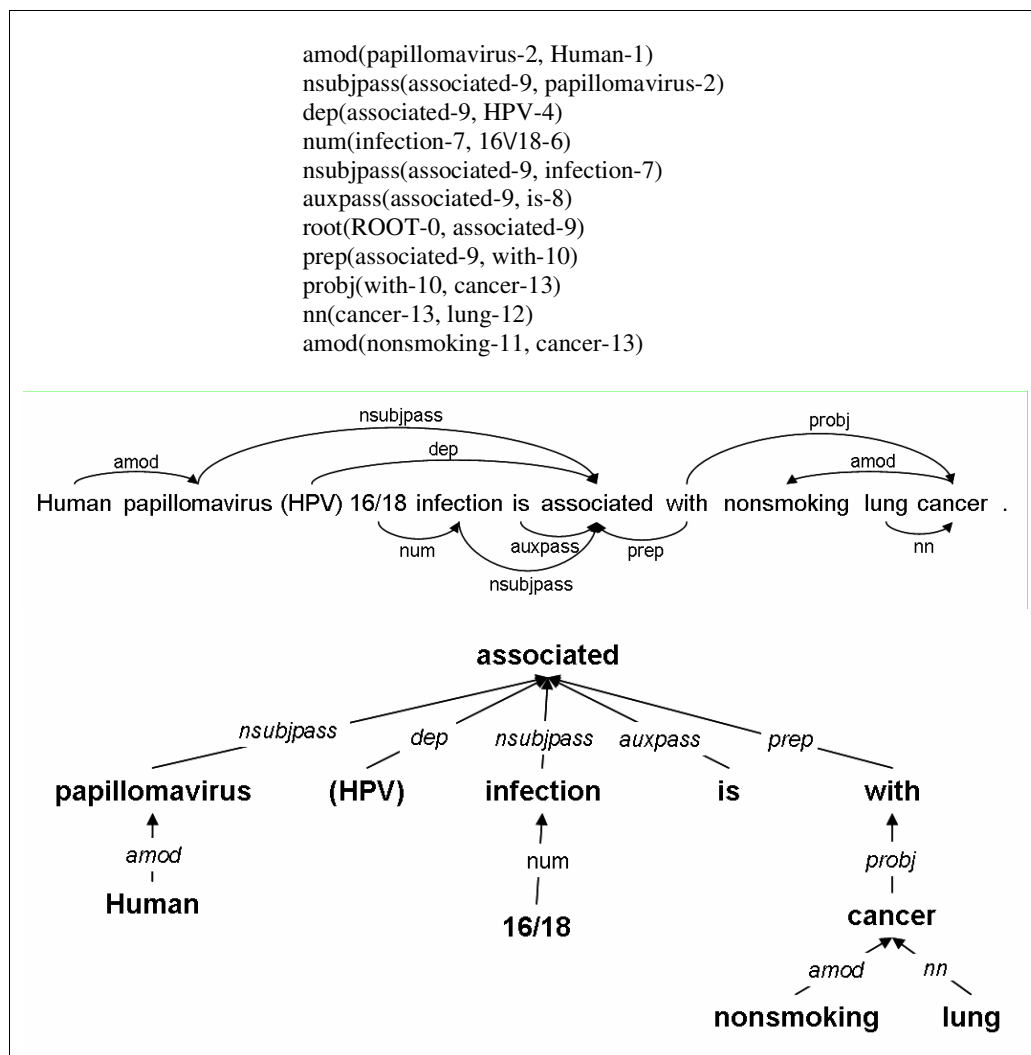 amod(papillomavirus-2, Human-1)
nsubjpass(associated-9, papillomavirus-2)
dep(associated-9, HPV-4)
num(infection-7, 16\/18-6)
nsubjpass(associated-9, infection-7)
auxpass(associated-9, is-8)
root(ROOT-0, associated-9)
prep(associated-9, with-10)
probj(with-10, cancer-13)
nn(cancer-13, lung-12)
amod(nonsmoking-11, cancer-13)
nsubjpass probj
amod dep amod
Human papillomavirus (HPV) 16/18 infection is associated with nonsmoking lung cancer .
num auxpass prep nn
nsubjpass
associated
nsubjpass dep nsubjpass auxpass prep
papillomavirus (HPV) infection is with
amod num probj
Human 16/18 cancer
amod nn
nonsmoking lung